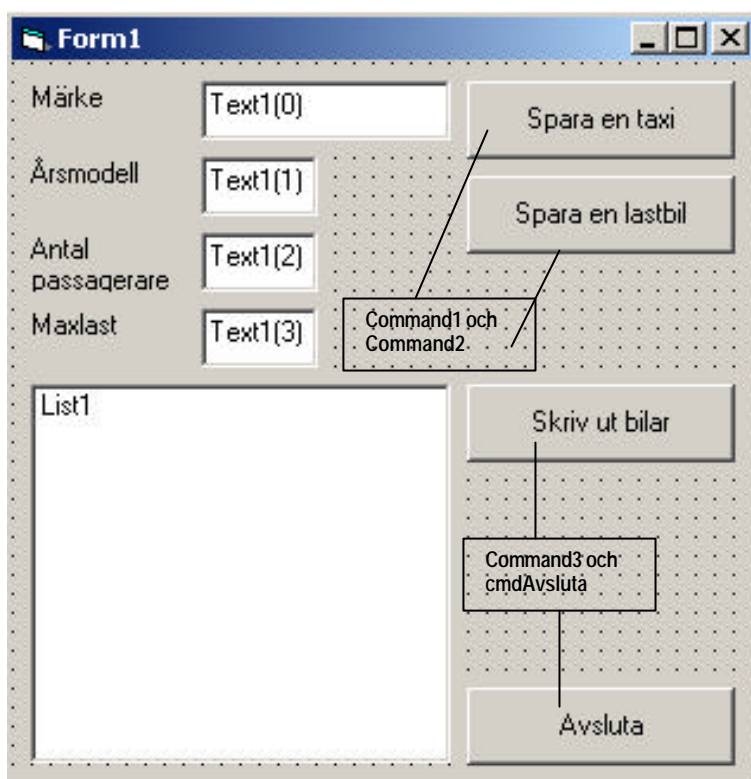 Form1
Märke
Text1(0)
Spara en taxi
Årsmodell
Text1(1)
Spara en lastbil
Antal
passagerare
Text1(2)
Maxlast
Text1(3)
Command1 och
Command2
List1
Skriv ut bilar
Command3 och
cmdAvsluta
Avsluta